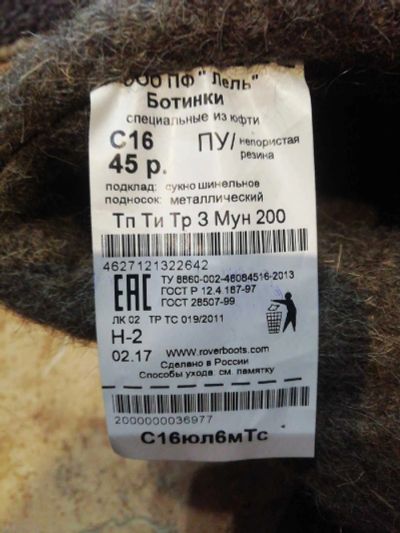 ООО ПФ "Лель"
Ботинки
специальные из юфти
С16 ПУ/непористая резина
45 р.
подклад: сукно шинельное
подносок: металлический
Тп Ти Тр З Мун 200
4627121322642
ЕАС ТУ 8860-002-48084516-2013
ГОСТ Р 12.4.187-97
ГОСТ 28507-99
ЛК 02 ТР ТС 019/2011
Н-2
02.17 www.roverboots.com
Сделано в России
Способы ухода см. памятку
2000000036977
С16юл6мТс